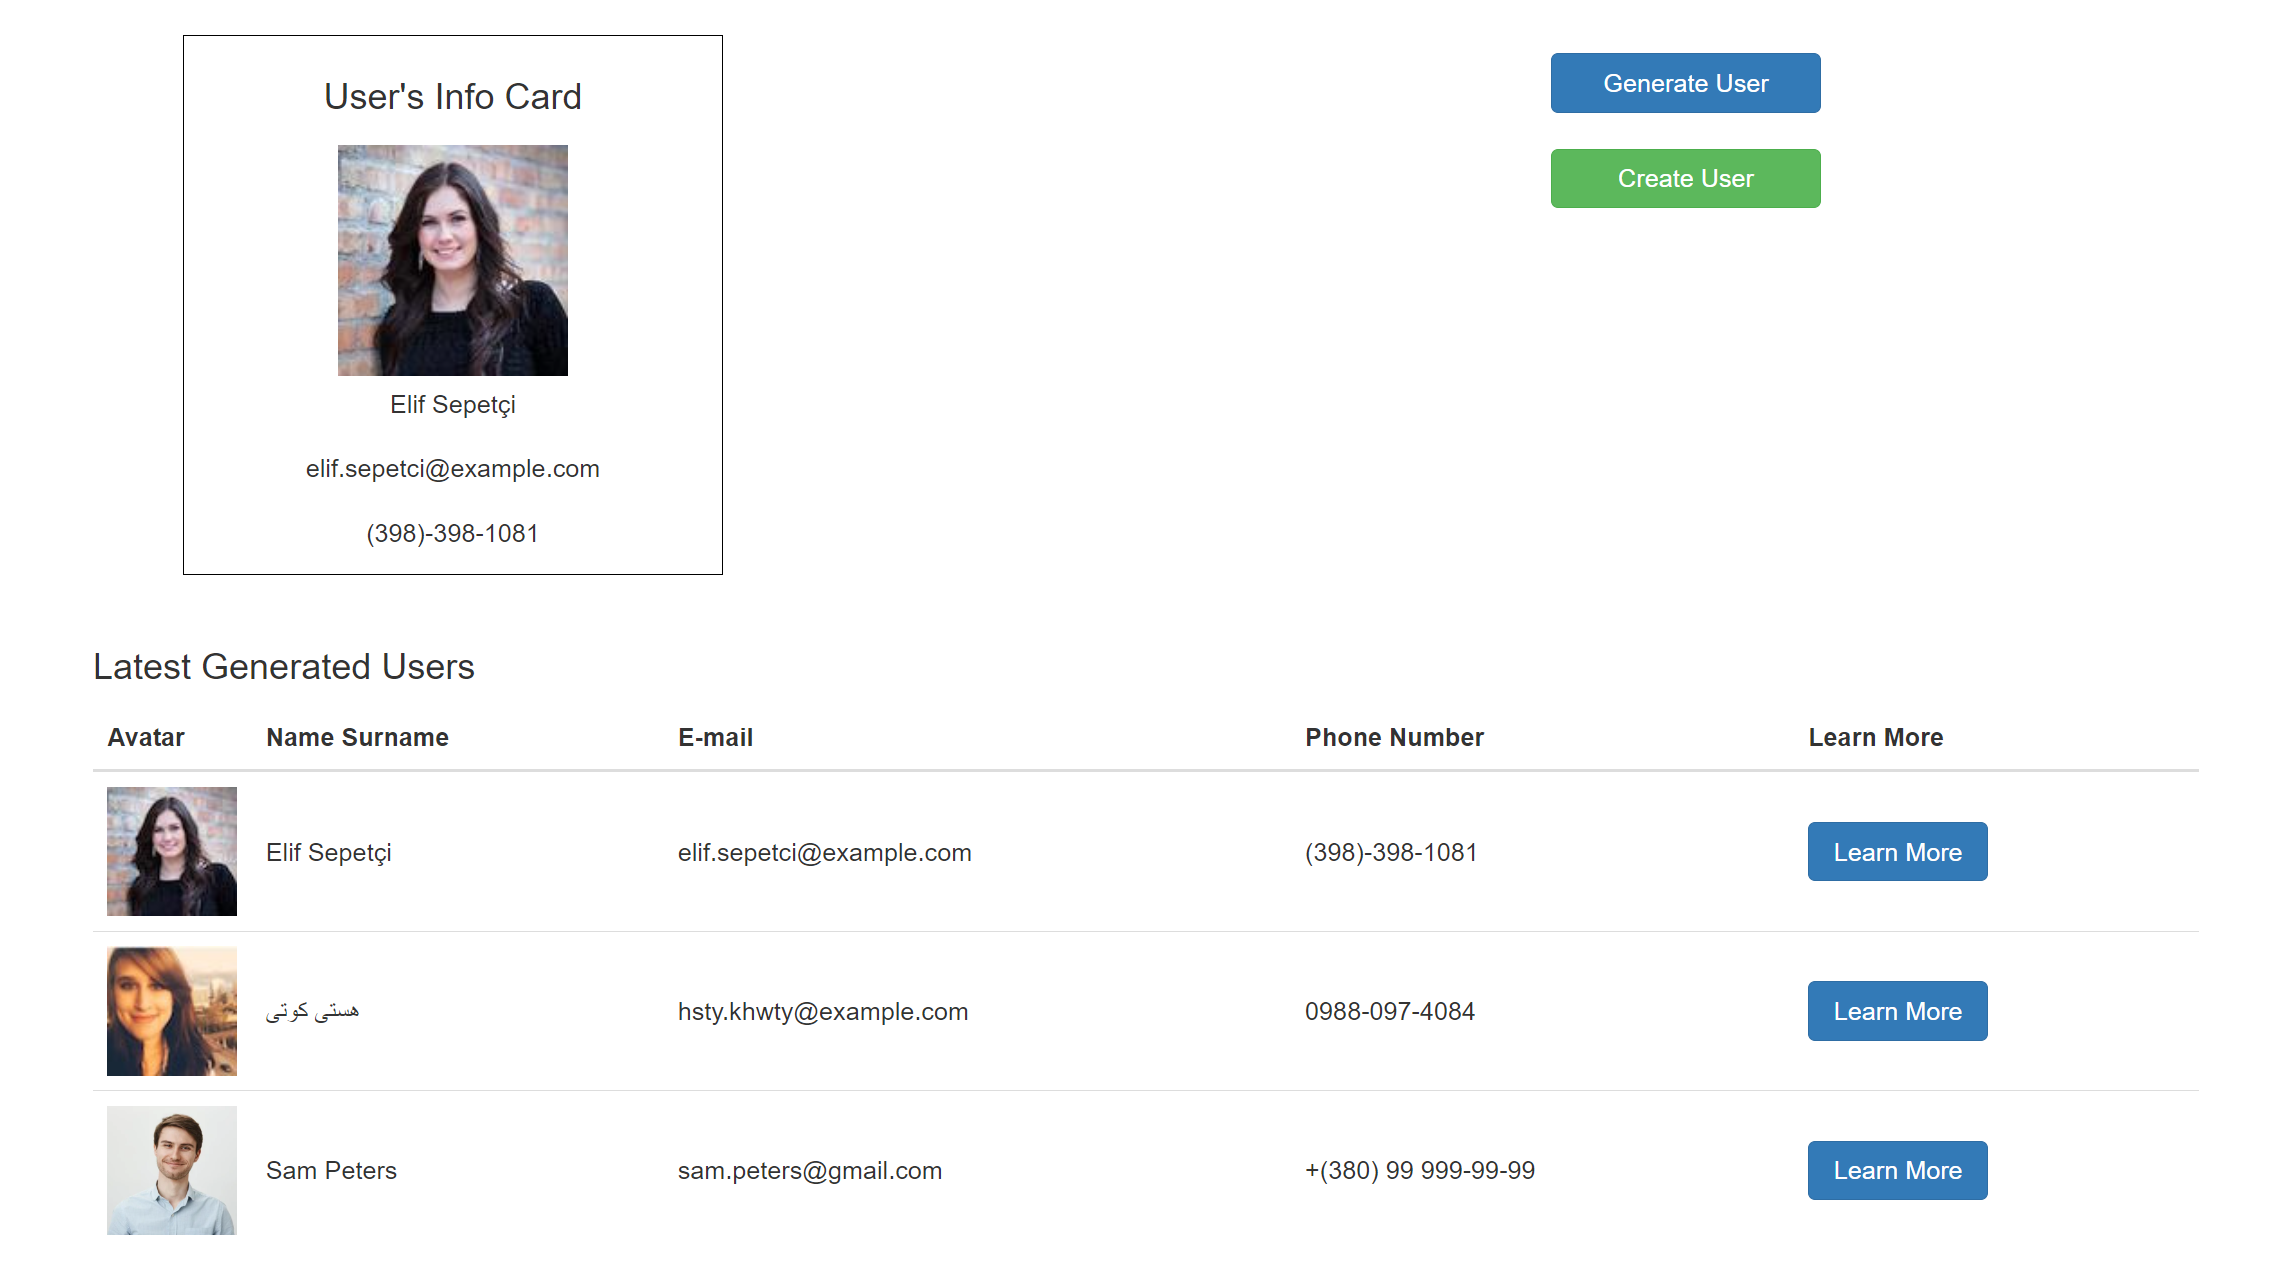 User's Info Card
Generate User
Create User
Elif Sepetçi
elif.sepetci@example.com
(398)-398-1081
Latest Generated Users
Avatar Name Surname E-mail Phone Number Learn More
Elif Sepetçi elif.sepetci@example.com (398)-398-1081 Learn More
هستی کوتی hsty.khwty@example.com 0988-097-4084 Learn More
Sam Peters sam.peters@gmail.com +(380) 99 999-99-99 Learn More